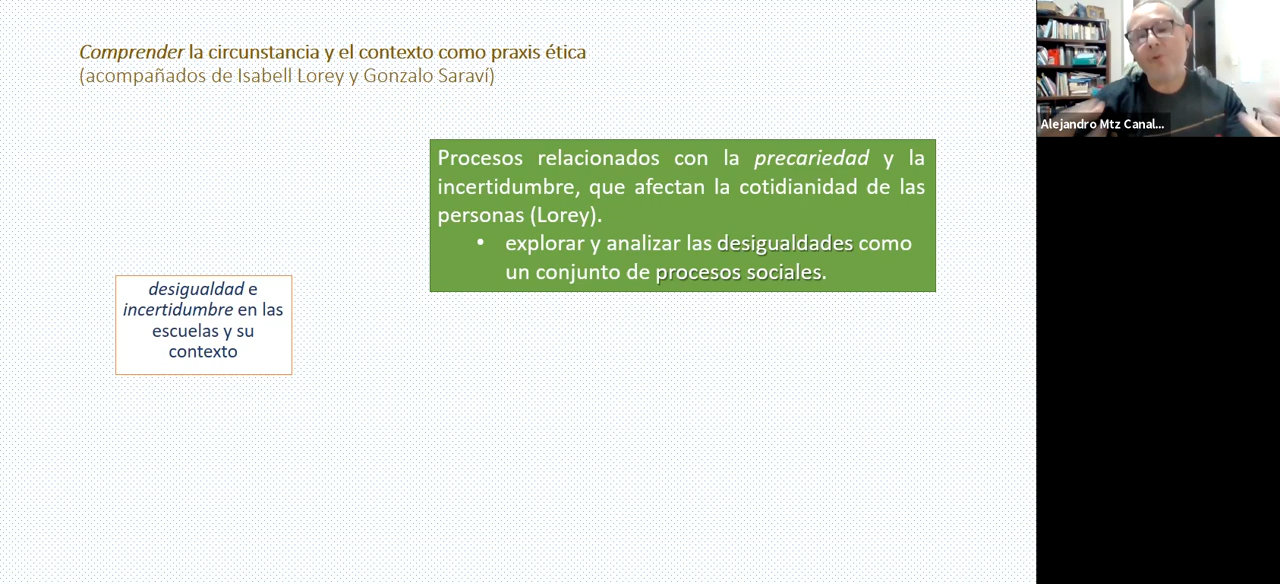 Comprender la circunstancia y el contexto como praxis ética
(acompañados de Isabell Lorey y Gonzalo Saraví)
Procesos relacionados con la precariedad y la
incertidumbre, que afectan la cotidianidad de las
personas (Lorey).
• explorar y analizar las desigualdades como
un conjunto de procesos sociales.
desigualdad e
incertidumbre en las
escuelas y su
contexto
Alejandro Mtz Canal...